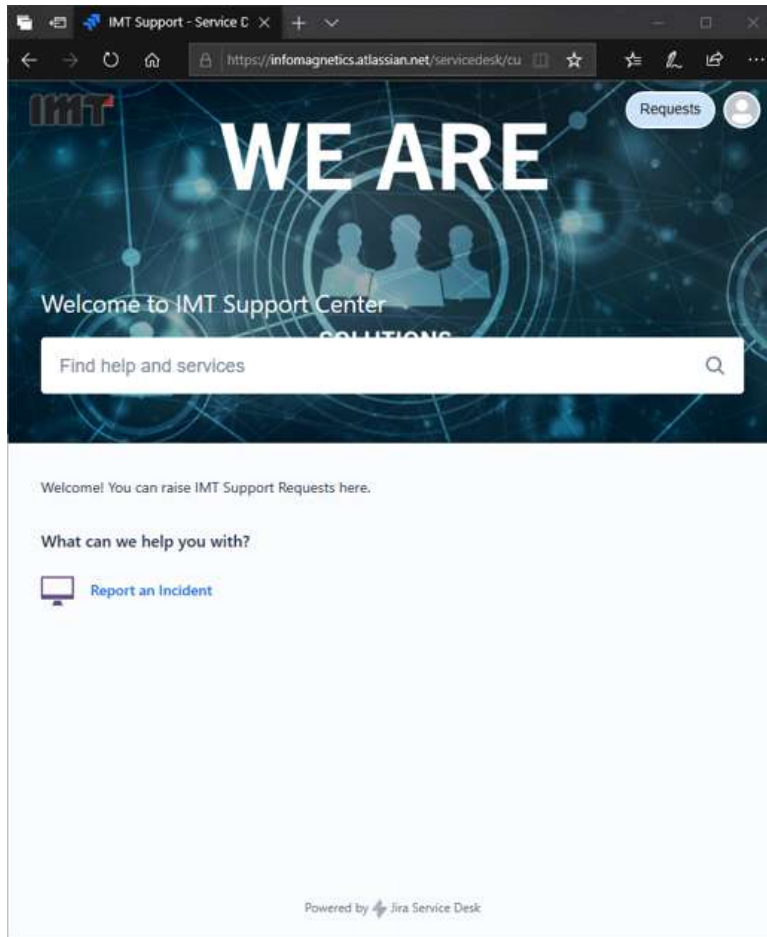 IMT Support - Service D
https://infomagnetics.atlassian.net/servicedesk/cu
IMT
Requests
WE ARE
Welcome to IMT Support Center
SOLUTIONS
Find help and services
Welcome! You can raise IMT Support Requests here.
What can we help you with?
Report an Incident
Powered by Jira Service Desk